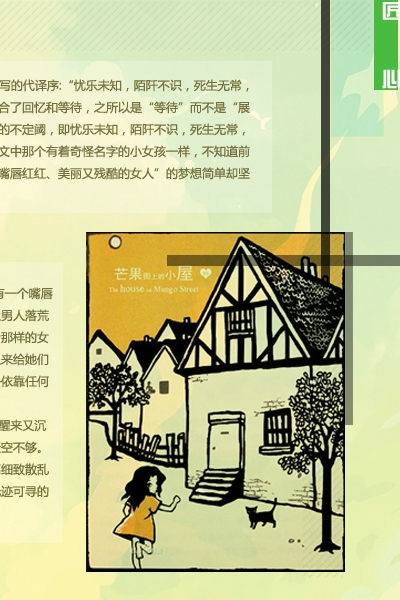 匠
心
写的代译序:“忧乐未知，陌阡不识，死生无常，
合了回忆和等待，之所以是“等待”而不是“展
的不定阈，即忧乐未知，陌阡不识，死生无常，
文中那个有着奇怪名字的小女孩一样，不知道前
嘴唇红红、美丽又残酷的女人”的梦想简单却坚
芒果街上的小屋
The house on Mango Street
有一个嘴唇
男人落荒
那样的女
来给她们
依靠任何
醒来又沉
空不够。
细致散乱
迹可寻的